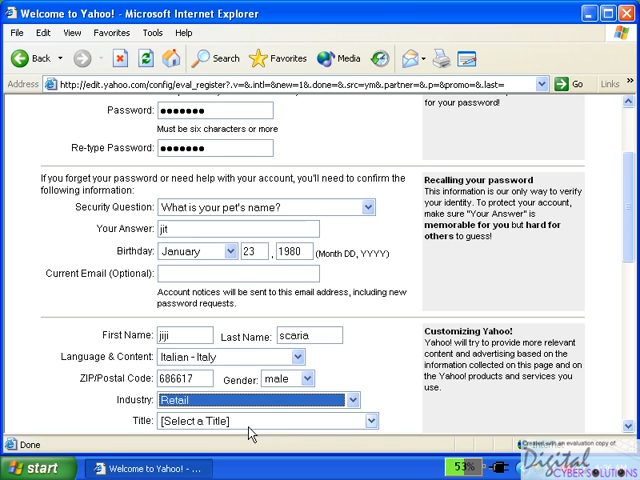 Welcome to Yahoo! - Microsoft Internet Explorer
File Edit View Favorites Tools Help
Back Search Favorites Media
Address http://edit.yahoo.com/config/eval_register?.v=&.intl=&new=1&.done=&.src=ym&.partner=&.p=&promo=&.last= Go Links »
for your password!
Password: •••••••
Must be six characters or more
Re-type Password: •••••••
If you forget your password or need help with your account, you'll need to confirm the
following information:
Security Question: What is your pet's name?
Your Answer: jit
Birthday: January 23 , 1980 (Month DD, YYYY)
Current Email (Optional):
Account notices will be sent to this email address, including new
password requests.
Recalling your password
This information is our only way to verify
your identity. To protect your account,
make sure "Your Answer" is
memorable for you but hard for
others to guess!
First Name: jiji Last Name: scaria
Language & Content: Italian - Italy
ZIP/Postal Code: 686617 Gender: male
Industry: Retail
Title: [Select a Title]
Customizing Yahoo!
Yahoo! will try to provide more relevant
content and advertising based on the
information collected on this page and on
the Yahoo! products and services you
use.
Done
Created with an evaluation copy of
Digital
CYBER SOLUTIONS
start Welcome to Yahoo! - ... 53%